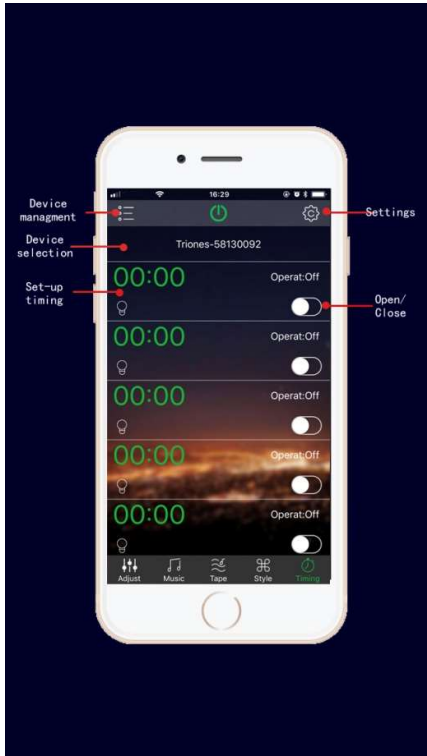 16:29
Device
managment
Settings
Device
selection
Triones-58130092
00:00
Operat:Off
Set-up
timing
Open/
Close
00:00
Operat:Off
00:00
Operat:Off
00:00
Operat:Off
00:00
Operat:Off
Adjust
Music
Tape
Style
Timing